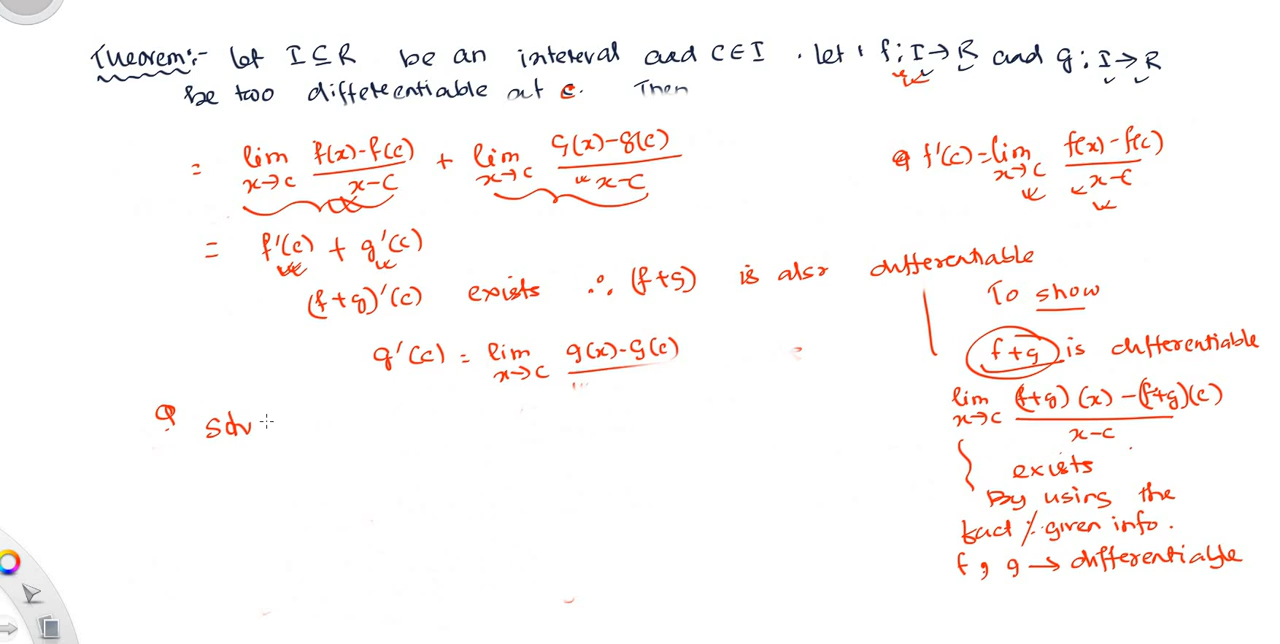 Theorem:- let I ⊆ R be an interval and C ∈ I . let f: I → R and g: I → R
be two differentiable at c. Then
= lim x→c f(x)-f(c) / x-c + lim x→c g(x)-g(c) / x-c
f'(c) = lim x→c f(x) - f(c) / x-c
= f'(c) + g'(c)
(f+g)'(c) exists ∴ (f+g) is also differentiable
g'(c) = lim x→c g(x)-g(c)
To show
f+g is differentiable
lim x→c (f+g)(x) - (f+g)(c) / x-c
exists
By using the
fact / given info.
f, g → differentiable